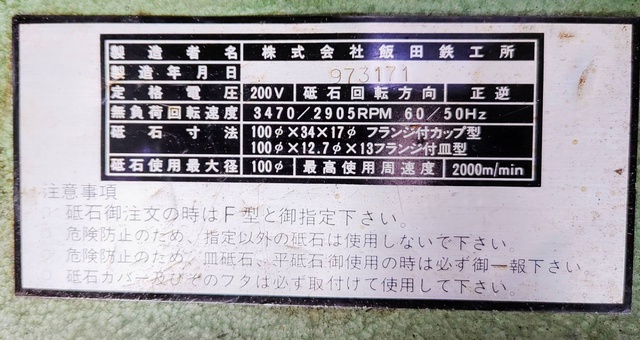 製造者名 株式会社飯田鉄工所
製造年月日 973171
定格電圧 200V 砥石回転方向 正逆
無負荷回転速度 3470/2905RPM 60/50Hz
砥石寸法 100φ×34×17φ フランジ付カップ型
100φ×12.7φ×13フランジ付皿型
砥石使用最大径 100φ 最高使用周速度 2000m/min
注意事項
砥石御注文の時はF型と御指定下さい。
危険防止のため、指定以外の砥石は使用しないで下さい。
危険防止のため、皿砥石、平砥石御使用の時は必ず御一報下さい
砥石カバー及びそのフタは必ず取付けて使用して下さい。